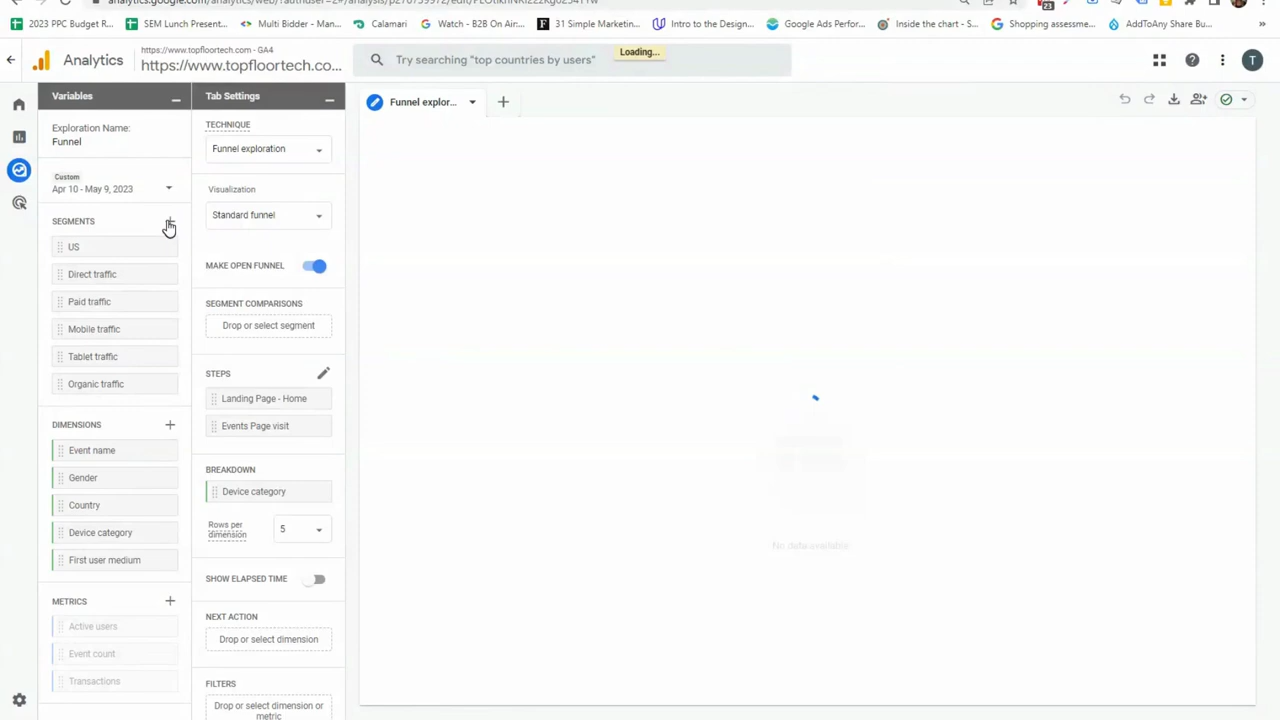 2023 PPC Budget R...
SEM Lunch Present...
Multi Bidder - Man...
Calamari
Watch - B2B On Air:...
31 Simple Marketin...
Intro to the Design...
Google Ads Perfor...
Inside the chart - S...
Shopping assessme...
AddToAny Share Bu...
23
Analytics
https://www.topfloortech.com - GA4
https://www.topfloortech.co...
Try searching "top countries by users"
Loading...
T
Variables
Exploration Name:
Funnel
Custom
Apr 10 - May 9, 2023
SEGMENTS
US
Direct traffic
Paid traffic
Mobile traffic
Tablet traffic
Organic traffic
DIMENSIONS
Event name
Gender
Country
Device category
First user medium
METRICS
Active users
Event count
Transactions
Tab Settings
TECHNIQUE
Funnel exploration
Visualization
Standard funnel
MAKE OPEN FUNNEL
SEGMENT COMPARISONS
Drop or select segment
STEPS
Landing Page - Home
Events Page visit
BREAKDOWN
Device category
Rows per
dimension
5
SHOW ELAPSED TIME
NEXT ACTION
Drop or select dimension
FILTERS
Drop or select dimension or
metric
Funnel explor...
No data available